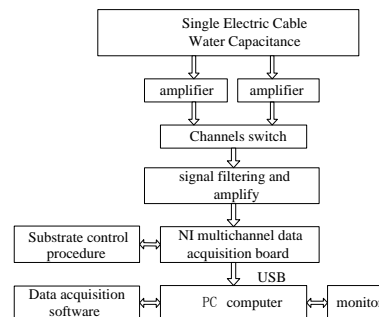 Single Electric Cable
Water Capacitance
amplifier
amplifier
Channels switch
signal filtering and
amplify
Substrate control
procedure
NI multichannel data
acquisition board
USB
Data acquisition
software
PC computer
monitor